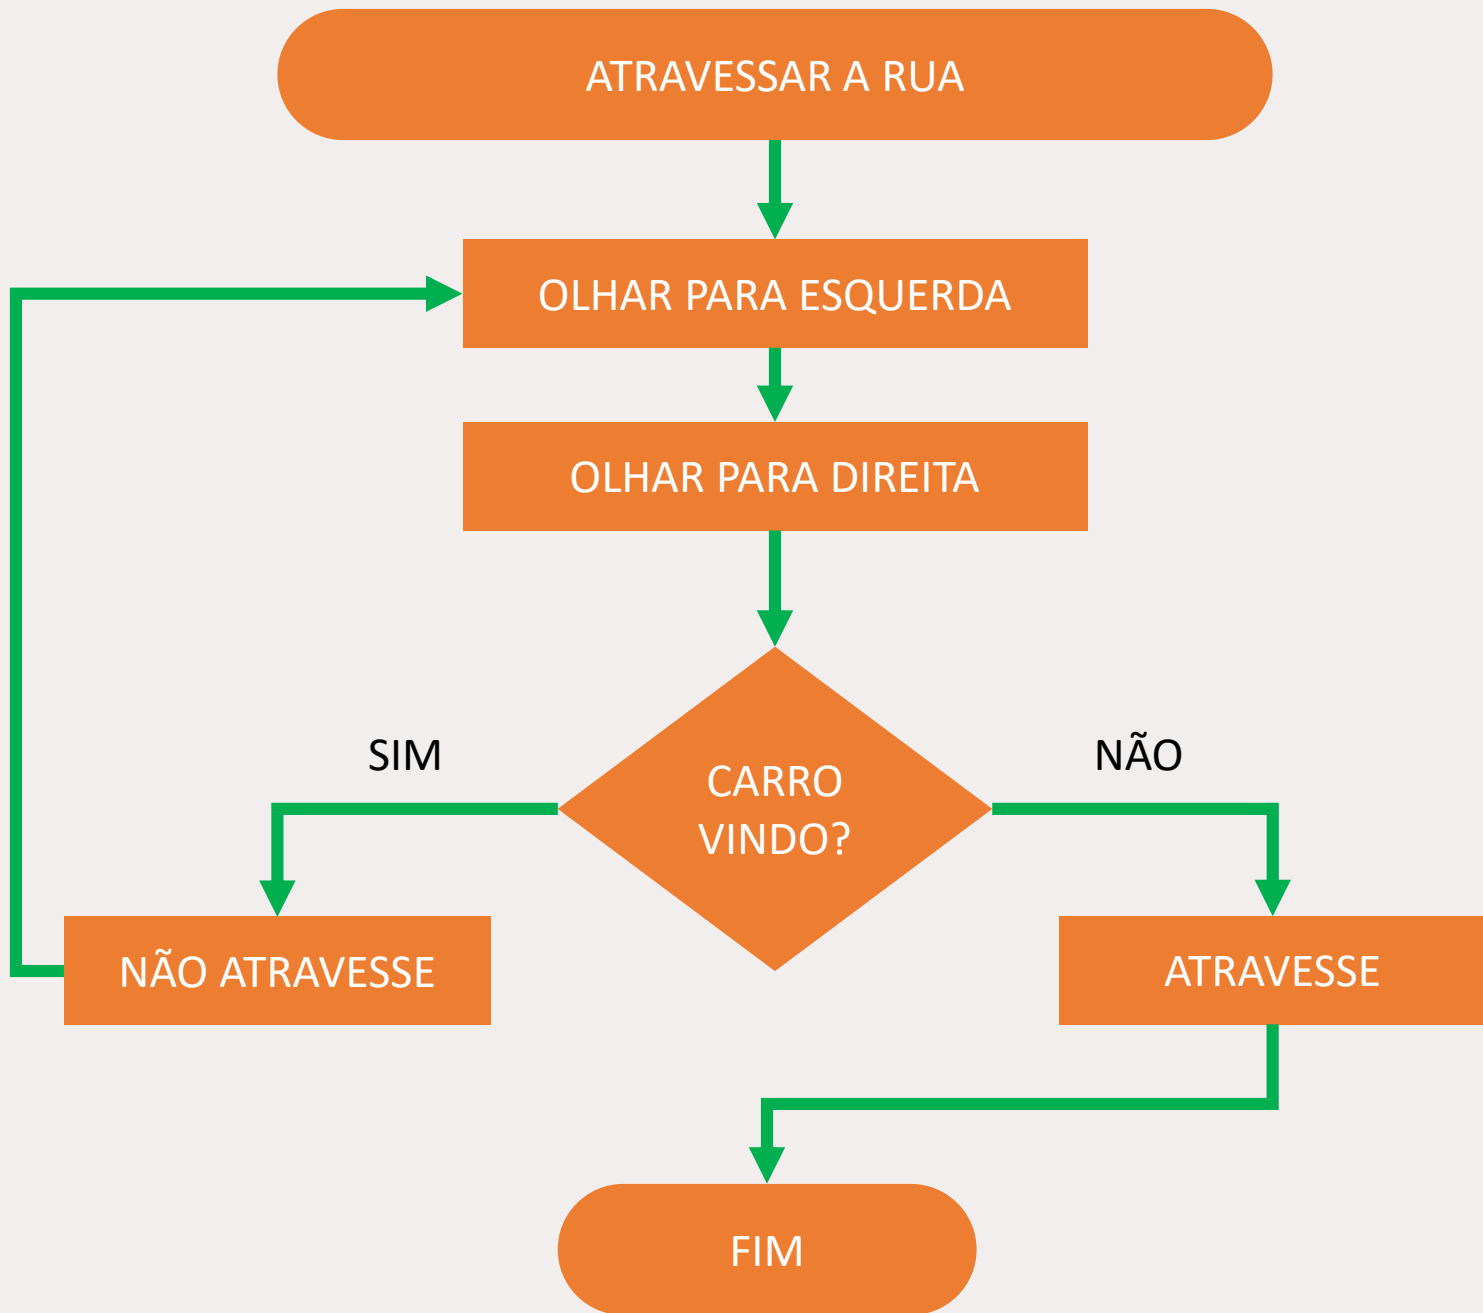 ATRAVESSAR A RUA
OLHAR PARA ESQUERDA
OLHAR PARA DIREITA
SIM
NÃO
CARRO
VINDO?
NÃO ATRAVESSE
ATRAVESSE
FIM